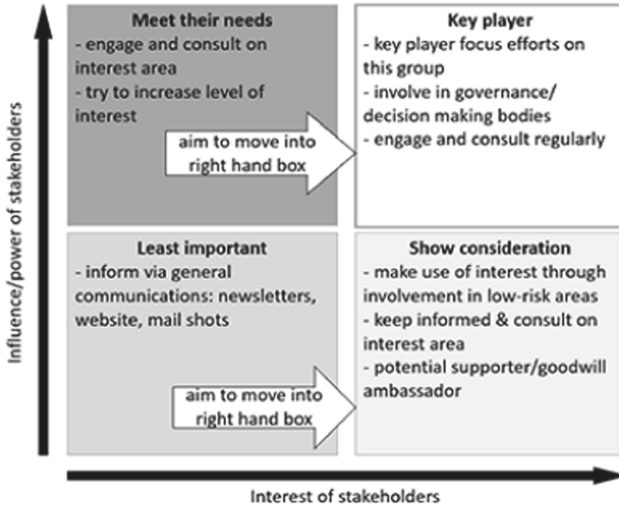 Influence/power of stakeholders
Meet their needs
- engage and consult on
interest area
- try to increase level of
interest
aim to move into
right hand box
Key player
- key player focus efforts on
this group
- involve in governance/
decision making bodies
- engage and consult regularly
Least important
- inform via general
communications: newsletters,
website, mail shots
aim to move into
right hand box
Show consideration
- make use of interest through
involvement in low-risk areas
- keep informed & consult on
interest area
- potential supporter/goodwill
ambassador
Interest of stakeholders